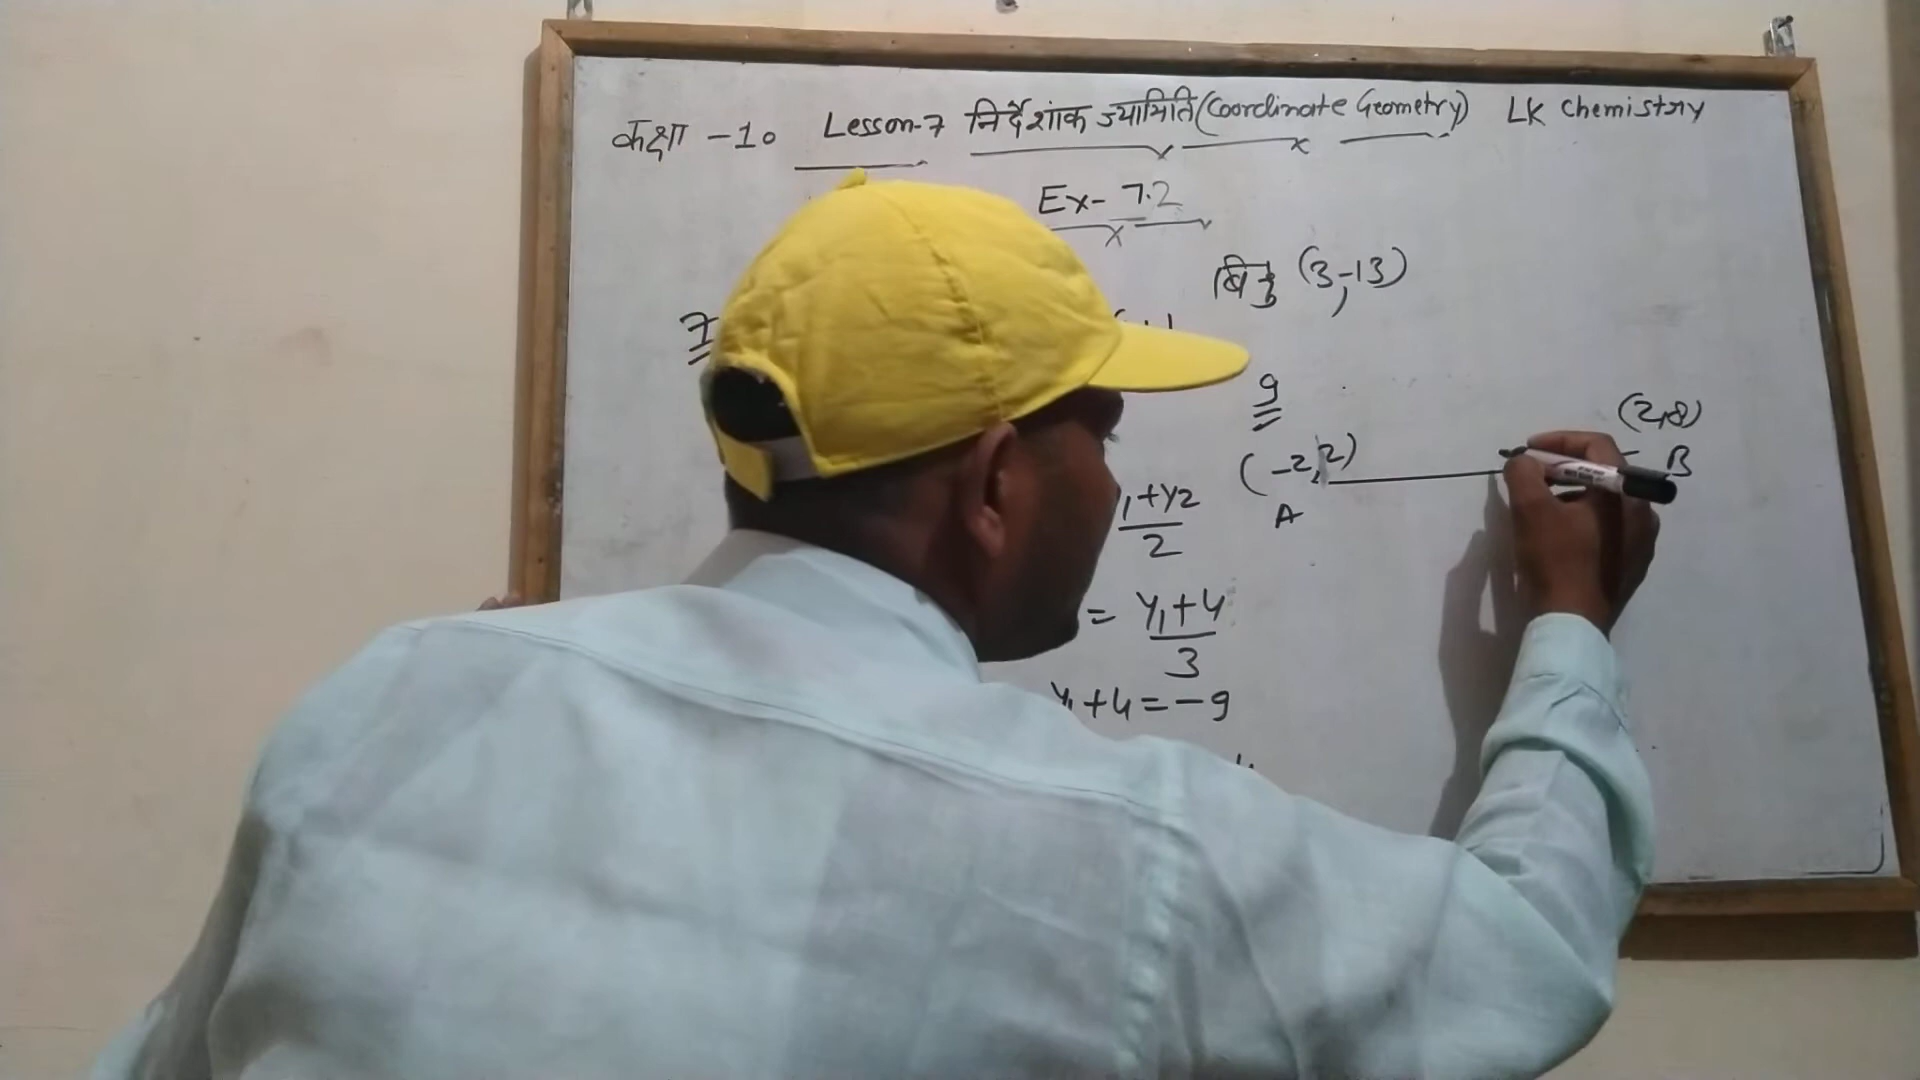 कक्षा -10 Lesson-7 निर्देशांक ज्यामिति (Coordinate Geometry) LK Chemistry
Ex- 7.2
बिन्दु (3,-13)
7
9
(2,8)
(-2,2) B
A
+y2
2
= y1+4
3
y1+4=-9